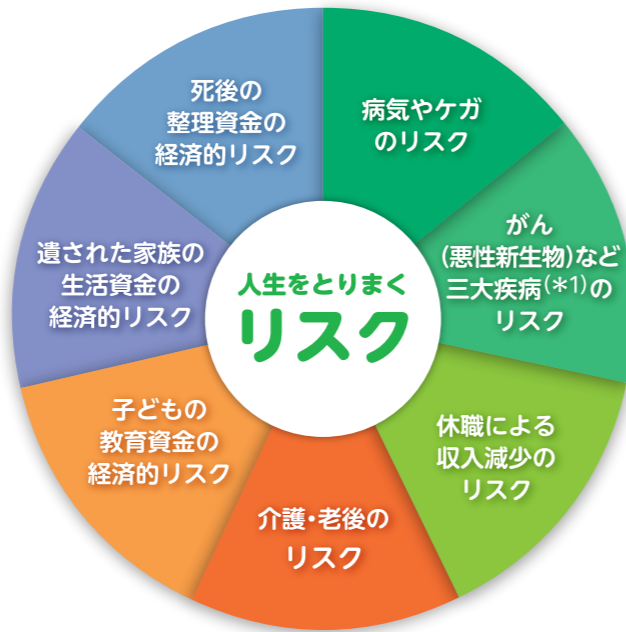 人生をとりまく
リスク
病気やケガ
のリスク
がん
(悪性新生物)など
三大疾病(*1)の
リスク
休職による
収入減少の
リスク
介護・老後の
リスク
子どもの
教育資金の
経済的リスク
遺された家族の
生活資金の
経済的リスク
死後の
整理資金の
経済的リスク